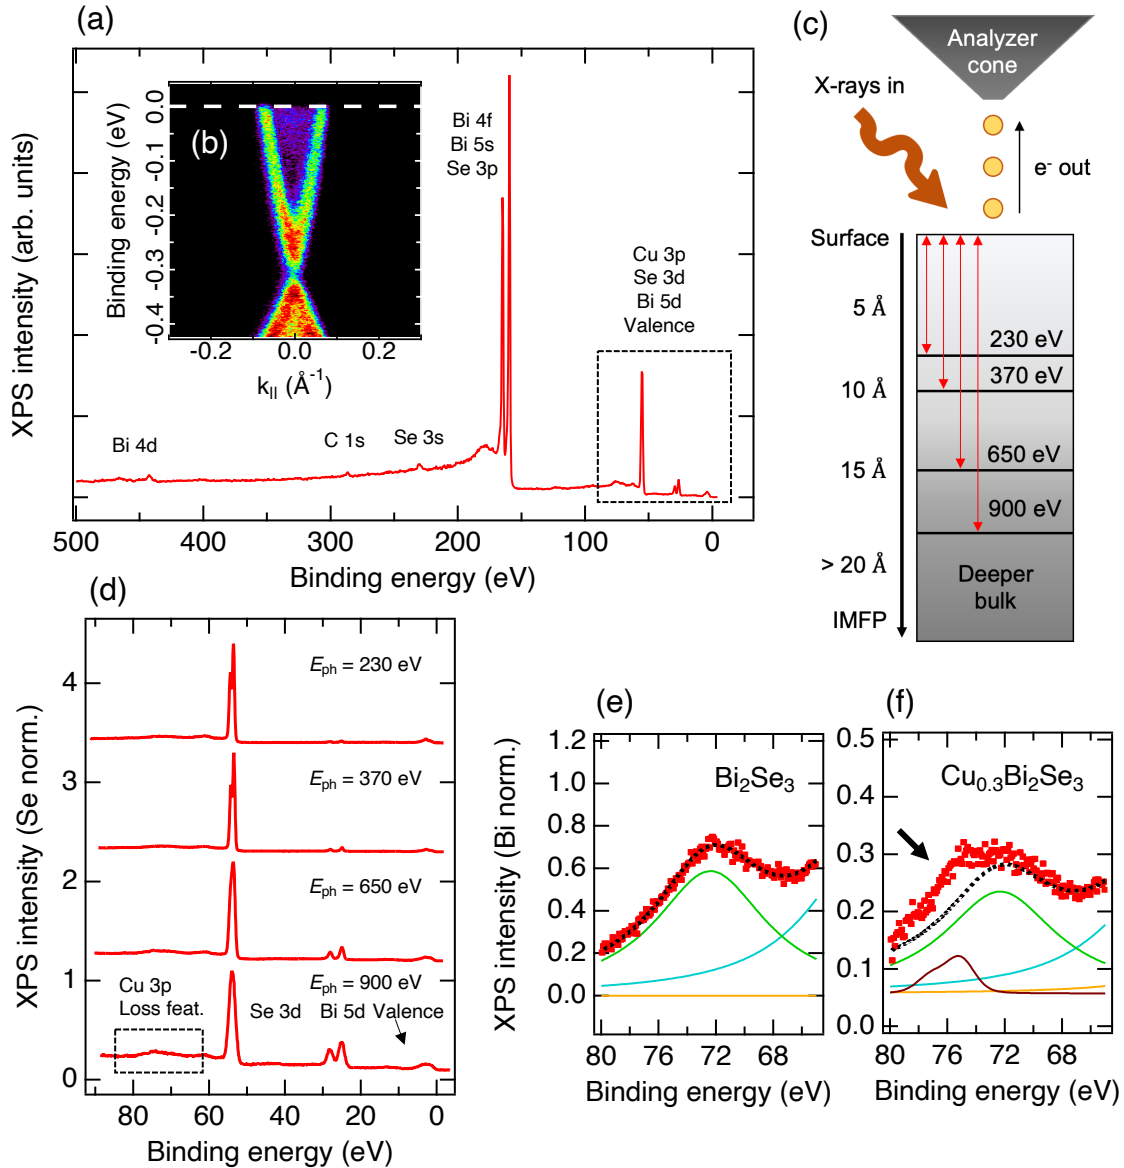 (a)
XPS intensity (arb. units)
Bi 4d
C 1s
Se 3s
Bi 4f
Bi 5s
Se 3p
Cu 3p
Se 3d
Bi 5d
Valence
500
400
300
200
100
0
Binding energy (eV)
(b)
Binding energy (eV)
0.0
-0.1
-0.2
-0.3
-0.4
-0.2
0.0
0.2
k|| (Å-1)
(c)
Analyzer
cone
X-rays in
e- out
Surface
5 Å
230 eV
10 Å
370 eV
15 Å
650 eV
900 eV
> 20 Å
Deeper
bulk
IMFP
(d)
XPS intensity (Se norm.)
4
3
2
1
0
Eph = 230 eV
Eph = 370 eV
Eph = 650 eV
Eph = 900 eV
Cu 3p
Loss feat.
Se 3d
Bi 5d
Valence
80
60
40
20
0
Binding energy (eV)
(e)
XPS intensity (Bi norm.)
1.2
1.0
0.8
0.6
0.4
0.2
0.0
Bi2Se3
80
76
72
68
Binding energy (eV)
(f)
0.5
0.4
0.3
0.2
0.1
0.0
Cu0.3Bi2Se3
80
76
72
68
Binding energy (eV)